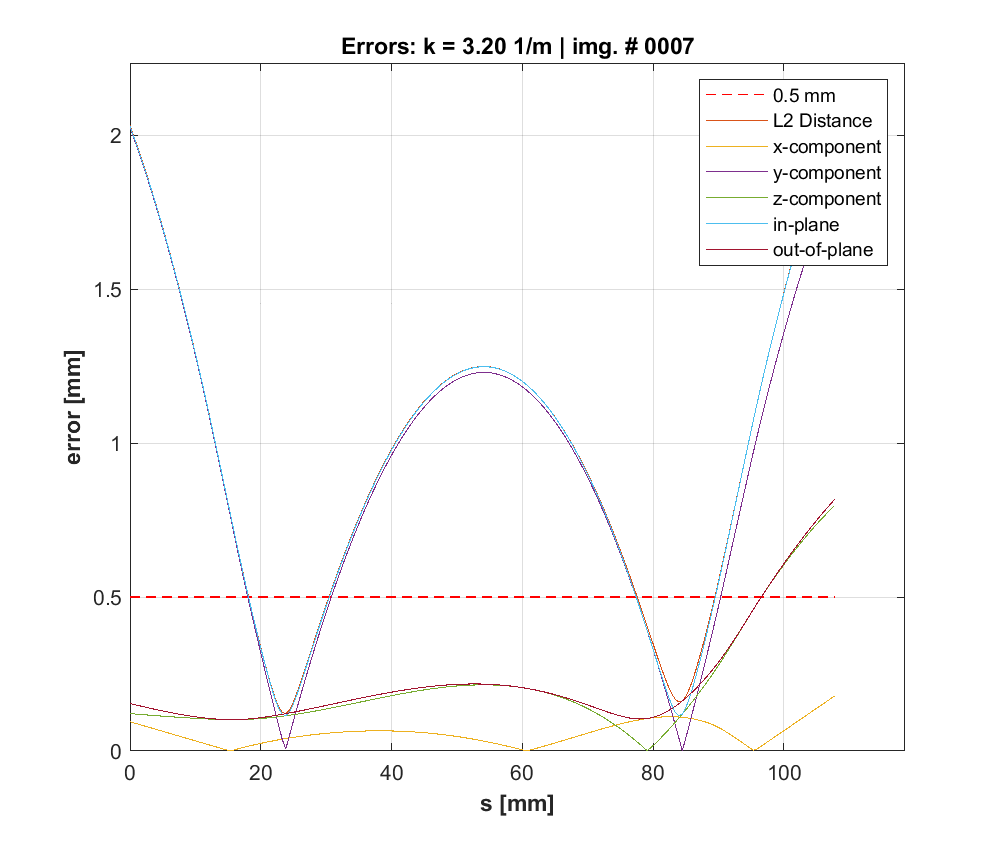 Errors: k = 3.20 1/m | img. # 0007
0.5 mm
L2 Distance
x-component
y-component
z-component
in-plane
out-of-plane
2
1.5
1
0.5
0
error [mm]
0 20 40 60 80 100
s [mm]